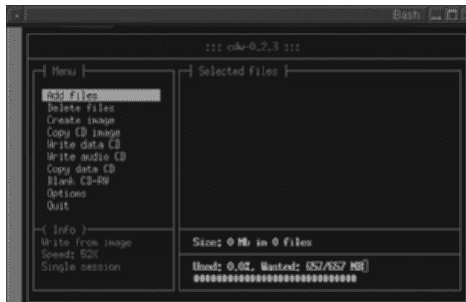 Bash
::: cdw-0.2.3 :::
Menu
Selected files
Add files
Delete files
Create image
Copy CD image
Write data CD
Write audio CD
Copy data CD
Blank CD-RW
Options
Quit
( Info )
Write from image
Speed: 52X
Single session
Size: 0 Mb in 0 files
Used: 0.0%, Wanted: 657/657 MB